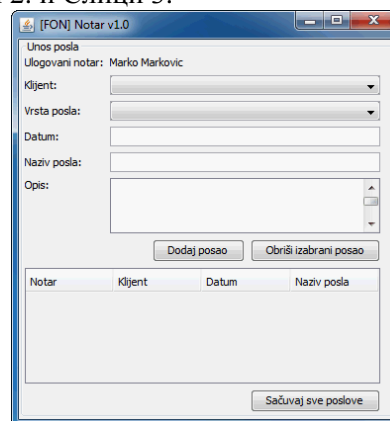 2. и Слици 3.
[FON] Notar v1.0
Unos posla
Ulogovani notar: Marko Markovic
Klijent:
Vrsta posla:
Datum:
Naziv posla:
Opis:
Dodaj posao Obriši izabrani posao
Notar Klijent Datum Naziv posla
Sačuvaj sve poslove